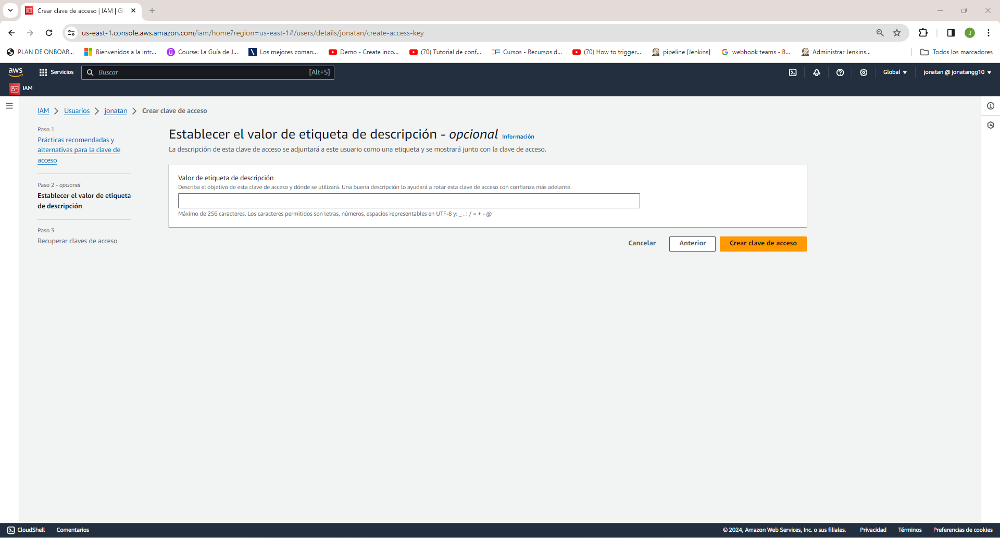 Crear clave de acceso | IAM | Gl
us-east-1.console.aws.amazon.com/iam/home?region=us-east-1#/users/details/jonatan/create-access-key
J
PLAN DE ONBOAR...
Bienvenidos a la intr...
Course: La Guía de J...
Los mejores coman...
Demo - Create inco...
(70) Tutorial de conf...
Cursos - Recursos d...
(70) How to trigger...
pipeline [Jenkins]
webhook teams - B...
Administrar Jenkins...
Todos los marcadores
aws
Servicios
Buscar
[Alt+S]
Global
jonatan @ jonatangg10
IAM
IAM
Usuarios
jonatan
Crear clave de acceso
Paso 1
Prácticas recomendadas y
alternativas para la clave de
acceso
Paso 2 - opcional
Establecer el valor de etiqueta
de descripción
Paso 3
Recuperar claves de acceso
Establecer el valor de etiqueta de descripción - opcional Información
La descripción de esta clave de acceso se adjuntará a este usuario como una etiqueta y se mostrará junto con la clave de acceso.
Valor de etiqueta de descripción
Describa el objetivo de esta clave de acceso y dónde se utilizará. Una buena descripción lo ayudará a rotar esta clave de acceso con confianza más adelante.
Máximo de 256 caracteres. Los caracteres permitidos son letras, números, espacios representables en UTF-8 y: _ . : / = + - @
Cancelar
Anterior
Crear clave de acceso
CloudShell
Comentarios
© 2024, Amazon Web Services, Inc. o sus filiales.
Privacidad
Términos
Preferencias de cookies